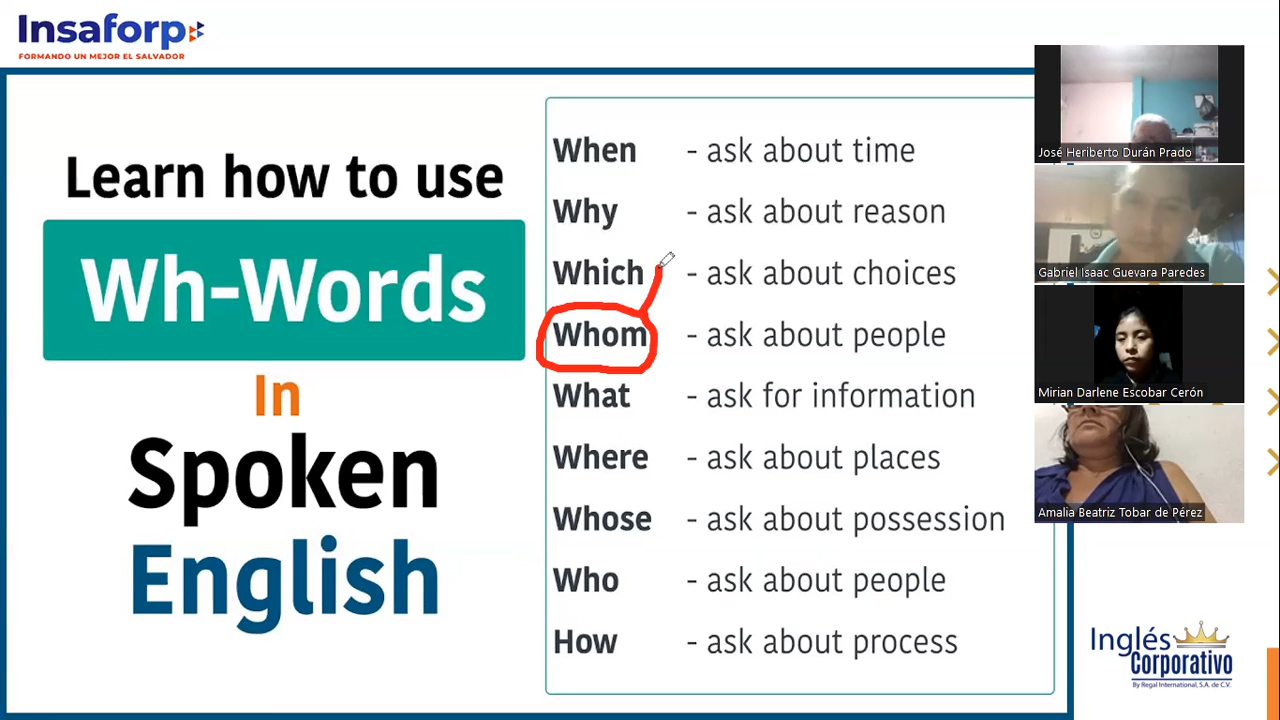 Insaforp
FORMANDO UN MEJOR EL SALVADOR
Learn how to use
Wh-Words
In
Spoken
English
When - ask about time
Why - ask about reason
Which - ask about choices
Whom - ask about people
What - ask for information
Where - ask about places
Whose - ask about possession
Who - ask about people
How - ask about process
José Heriberto Durán Prado
Gabriel Isaac Guevara Paredes
Mirian Darlene Escobar Cerón
Amalia Beatriz Tobar de Pérez
Inglés
Corporativo
By Regal International, S.A. de C.V.